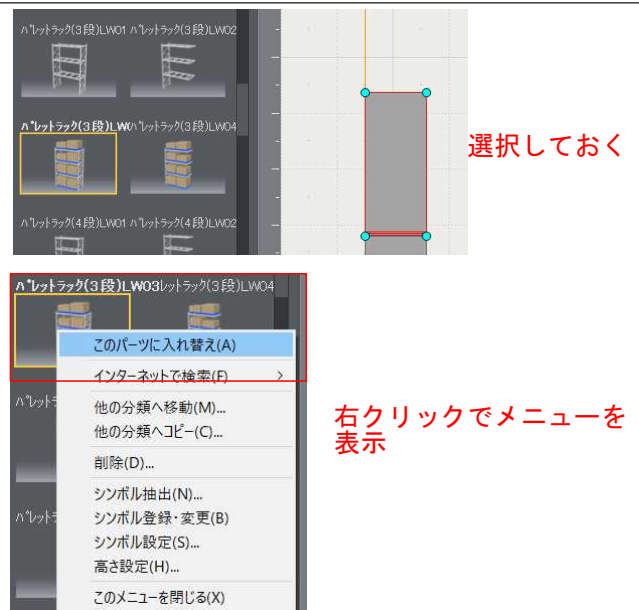 パレットラック(3段)LW01 パレットラック(3段)LW02
パレットラック(3段)LW パレットラック(3段)LW04
選択しておく
パレットラック(4段)LW01 パレットラック(4段)LW02
パレットラック(3段)LW03 レットラック(3段)LW04
このパーツに入れ替え(A)
インターネットで検索(F) >
他の分類へ移動(M)...
他の分類へコピー(C)...
右クリックでメニューを
表示
削除(D)...
シンボル抽出(N)...
シンボル登録・変更(B)
シンボル設定(S)...
高さ設定(H)...
このメニューを閉じる(X)